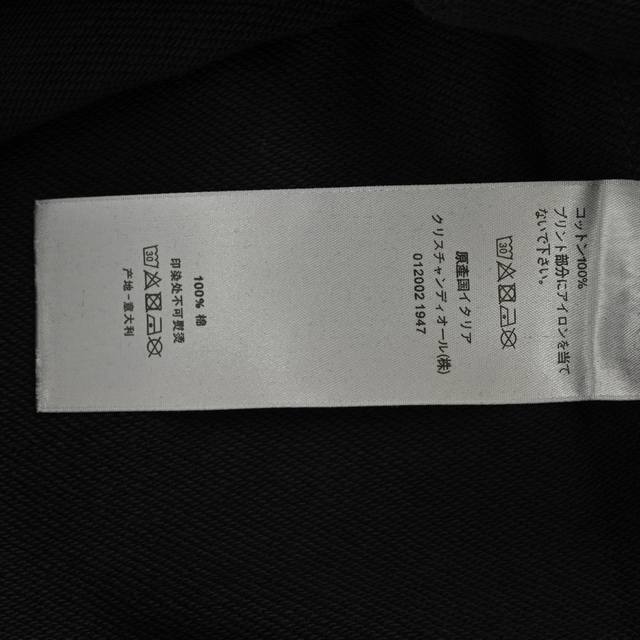 コットン100%
プリント部分にアイロンを当て
ないで下さい。
30
原産国イタリア
クリスチャンディオール(株)
012002 1947
100% 棉
印染处不可熨烫
30
产地 - 意大利